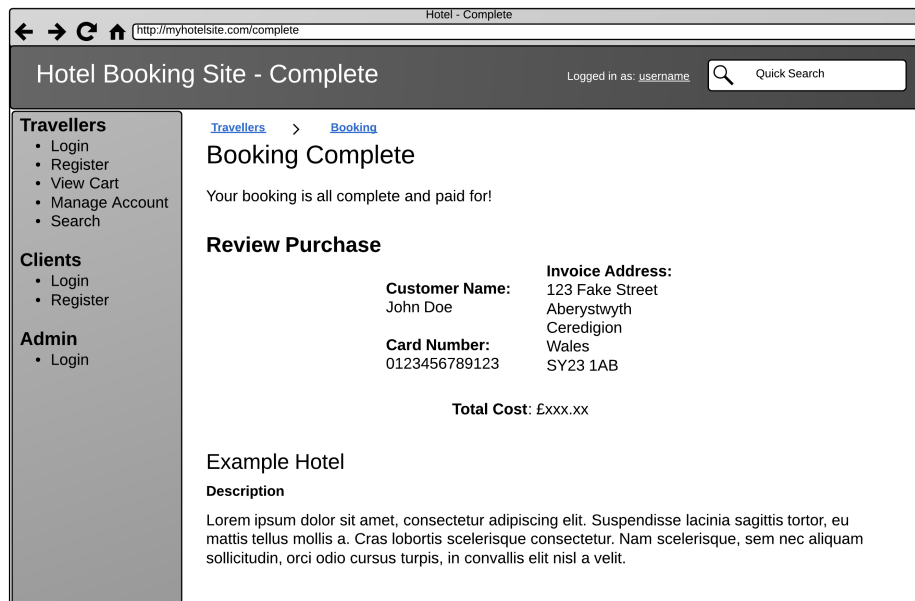 Hotel - Complete
http://myhotelsite.com/complete
Hotel Booking Site - Complete
Logged in as: username
Quick Search
Travellers
• Login
• Register
• View Cart
• Manage Account
• Search
Clients
• Login
• Register
Admin
• Login
Travellers > Booking
Booking Complete
Your booking is all complete and paid for!
Review Purchase
Customer Name:
John Doe
Card Number:
0123456789123
Invoice Address:
123 Fake Street
Aberystwyth
Ceredigion
Wales
SY23 1AB
Total Cost: £xxx.xx
Example Hotel
Description
Lorem ipsum dolor sit amet, consectetur adipiscing elit. Suspendisse lacinia sagittis tortor, eu
mattis tellus mollis a. Cras lobortis scelerisque consectetur. Nam scelerisque, sem nec aliquam
sollicitudin, orci odio cursus turpis, in convallis elit nisl a velit.